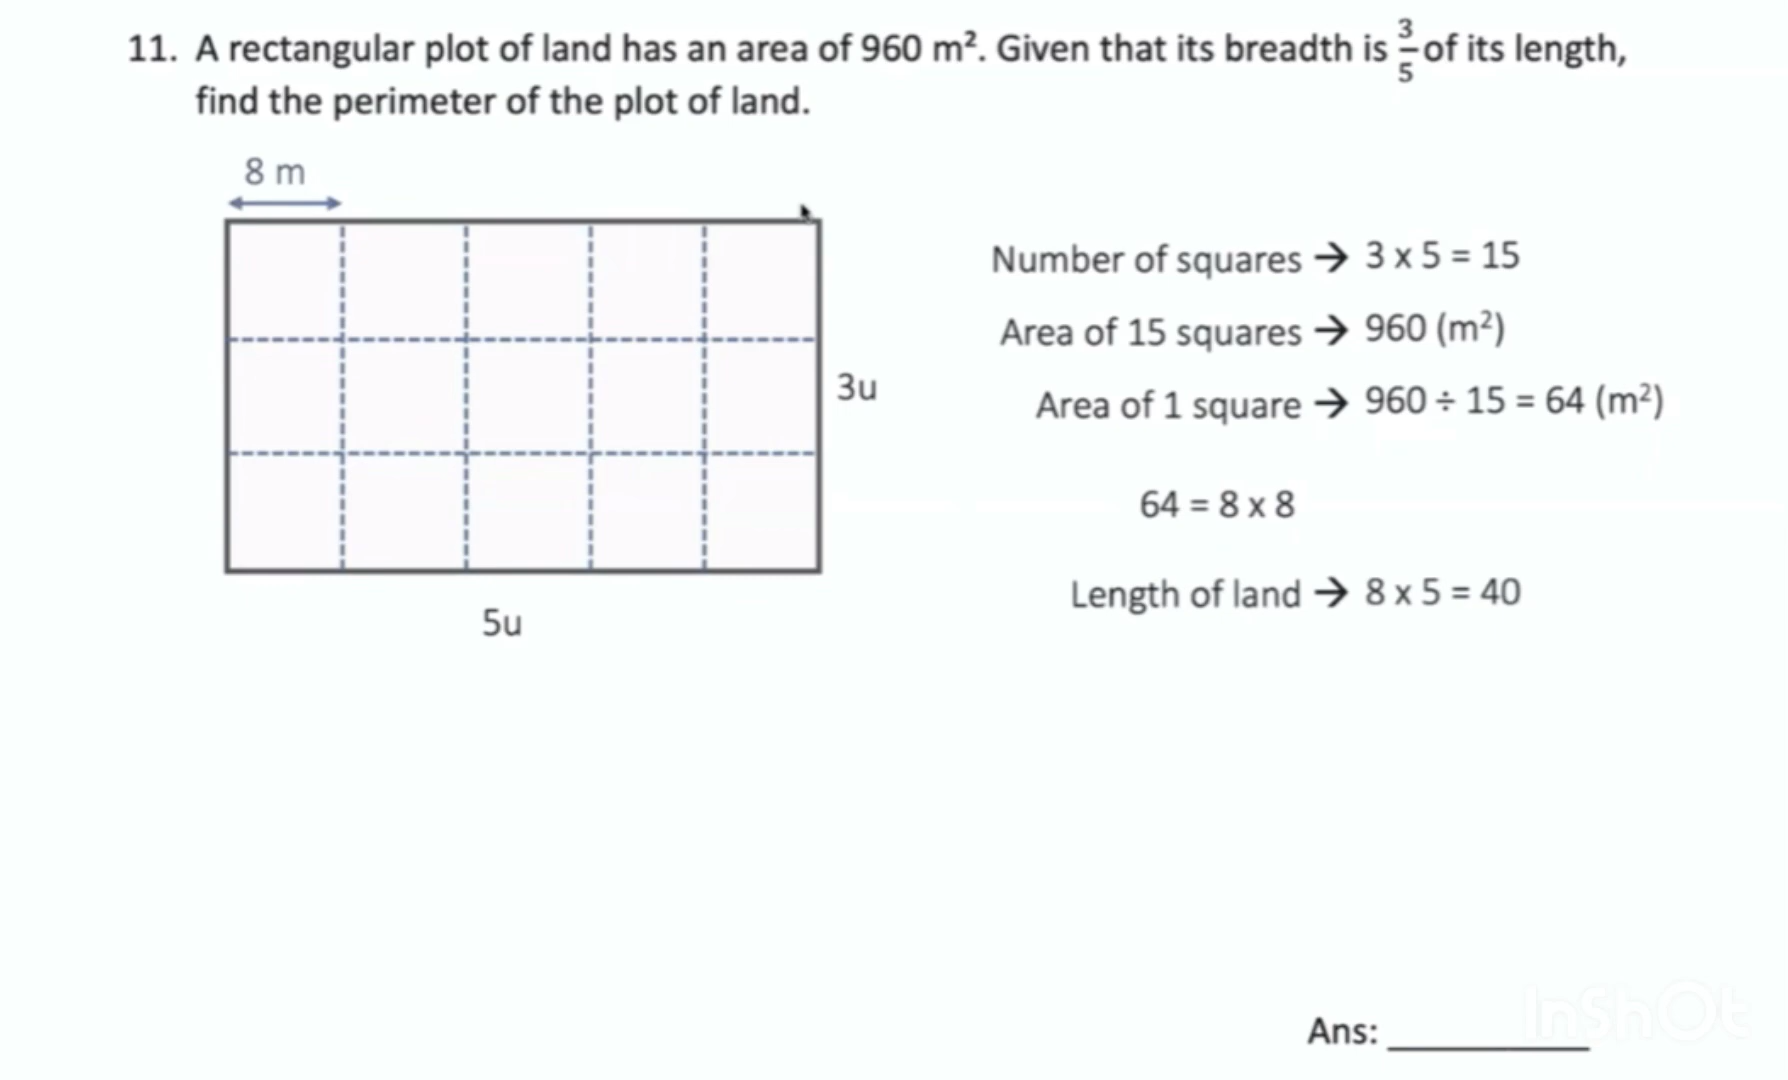 11. A rectangular plot of land has an area of 960 m². Given that its breadth is 3/5 of its length,
find the perimeter of the plot of land.
8 m
3u
5u
Number of squares → 3 x 5 = 15
Area of 15 squares → 960 (m²)
Area of 1 square → 960 ÷ 15 = 64 (m²)
64 = 8 x 8
Length of land → 8 x 5 = 40
Ans: __________
InShOt